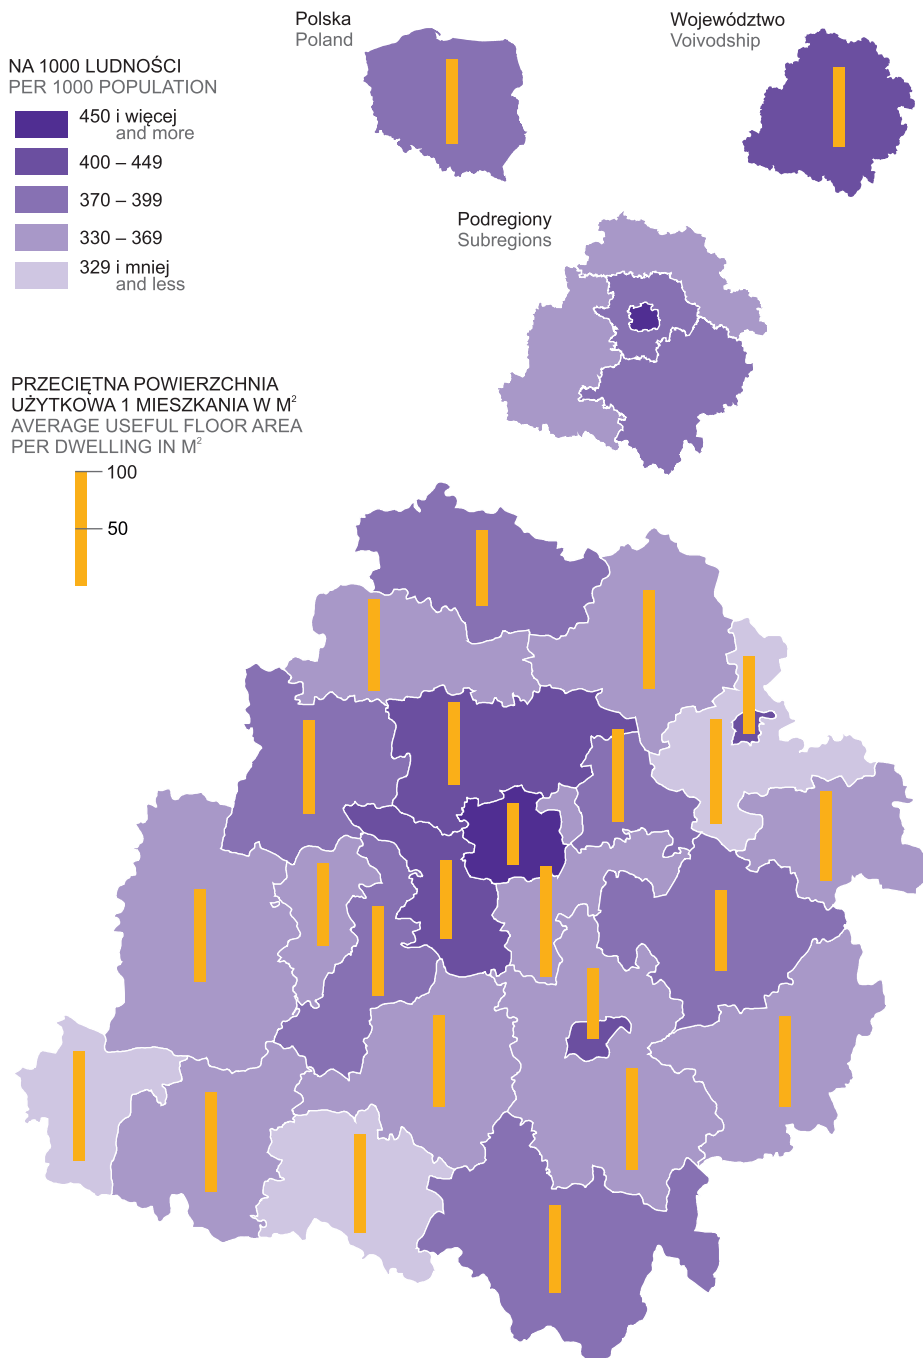 Polska
Poland
Województwo
Voivodship
NA 1000 LUDNOŚCI
PER 1000 POPULATION
450 i więcej
and more
400 – 449
370 – 399
330 – 369
329 i mniej
and less
Podregiony
Subregions
PRZECIĘTNA POWIERZCHNIA
UŻYTKOWA 1 MIESZKANIA W M²
AVERAGE USEFUL FLOOR AREA
PER DWELLING IN M²
100
50